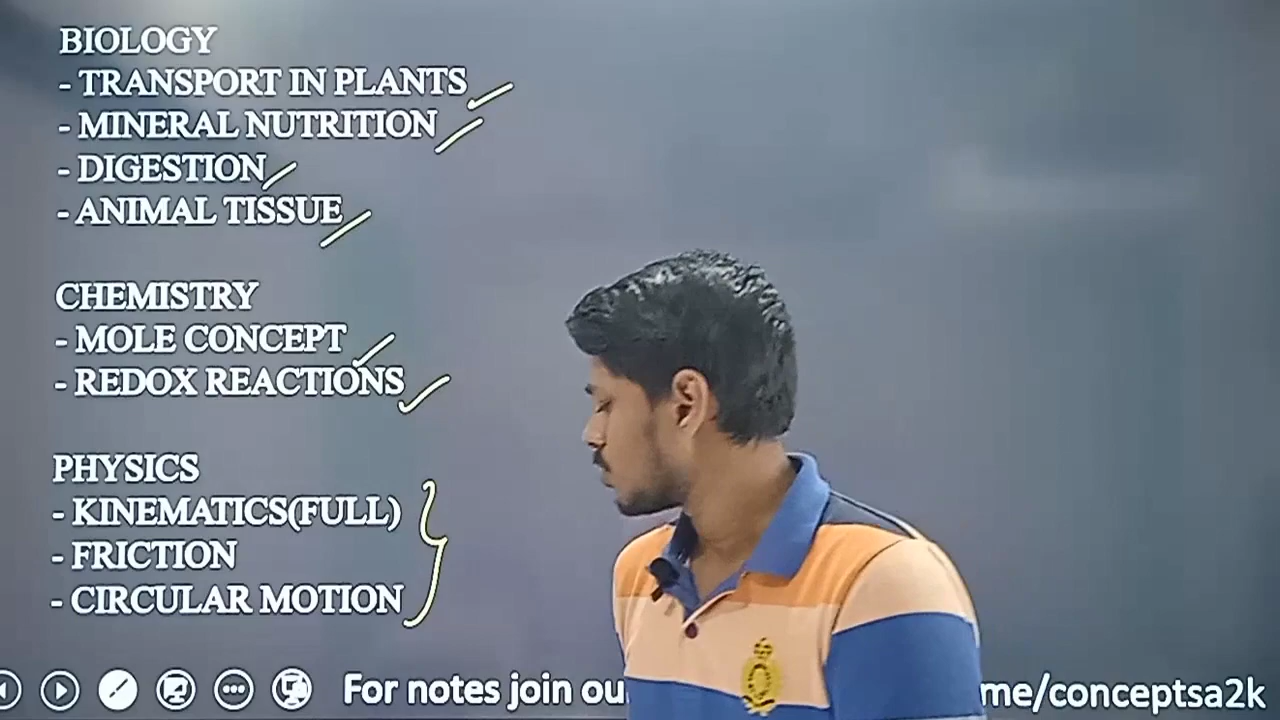 BIOLOGY
- TRANSPORT IN PLANTS
- MINERAL NUTRITION
- DIGESTION
- ANIMAL TISSUE
CHEMISTRY
- MOLE CONCEPT
- REDOX REACTIONS
PHYSICS
- KINEMATICS(FULL)
- FRICTION
- CIRCULAR MOTION
For notes join ou me/conceptsa2k